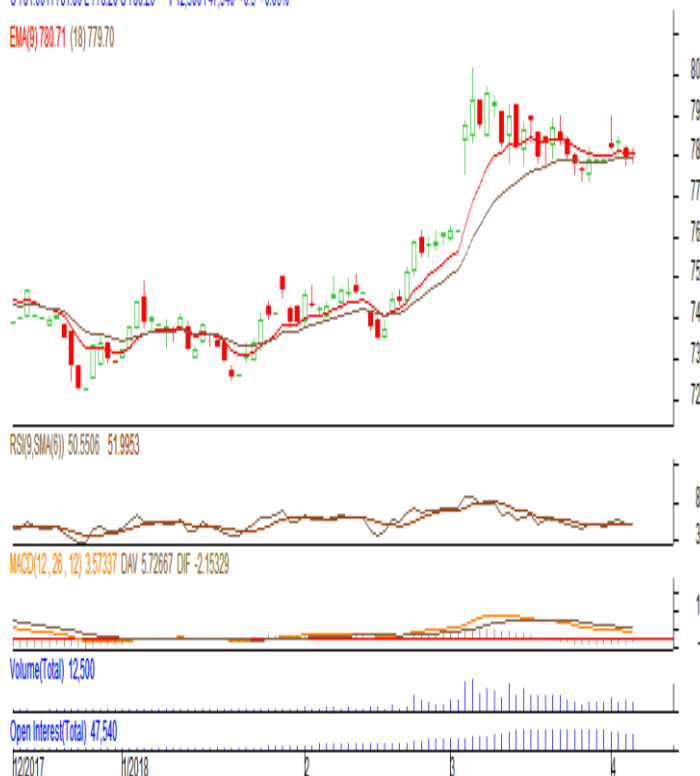 EMA(9) 780.71 (18) 779.70
80
79
78
77
76
75
74
73
72
RSI(9,SMA(6)) 50.5506 51.9953
8
3
MACD(12 , 26 , 12) 3.57337 DAV 5.72667 DIF -2.15329
1
-
Volume(Total) 12,500
Open Interest(Total) 47,540
12/2017 1/2018 2 3 4